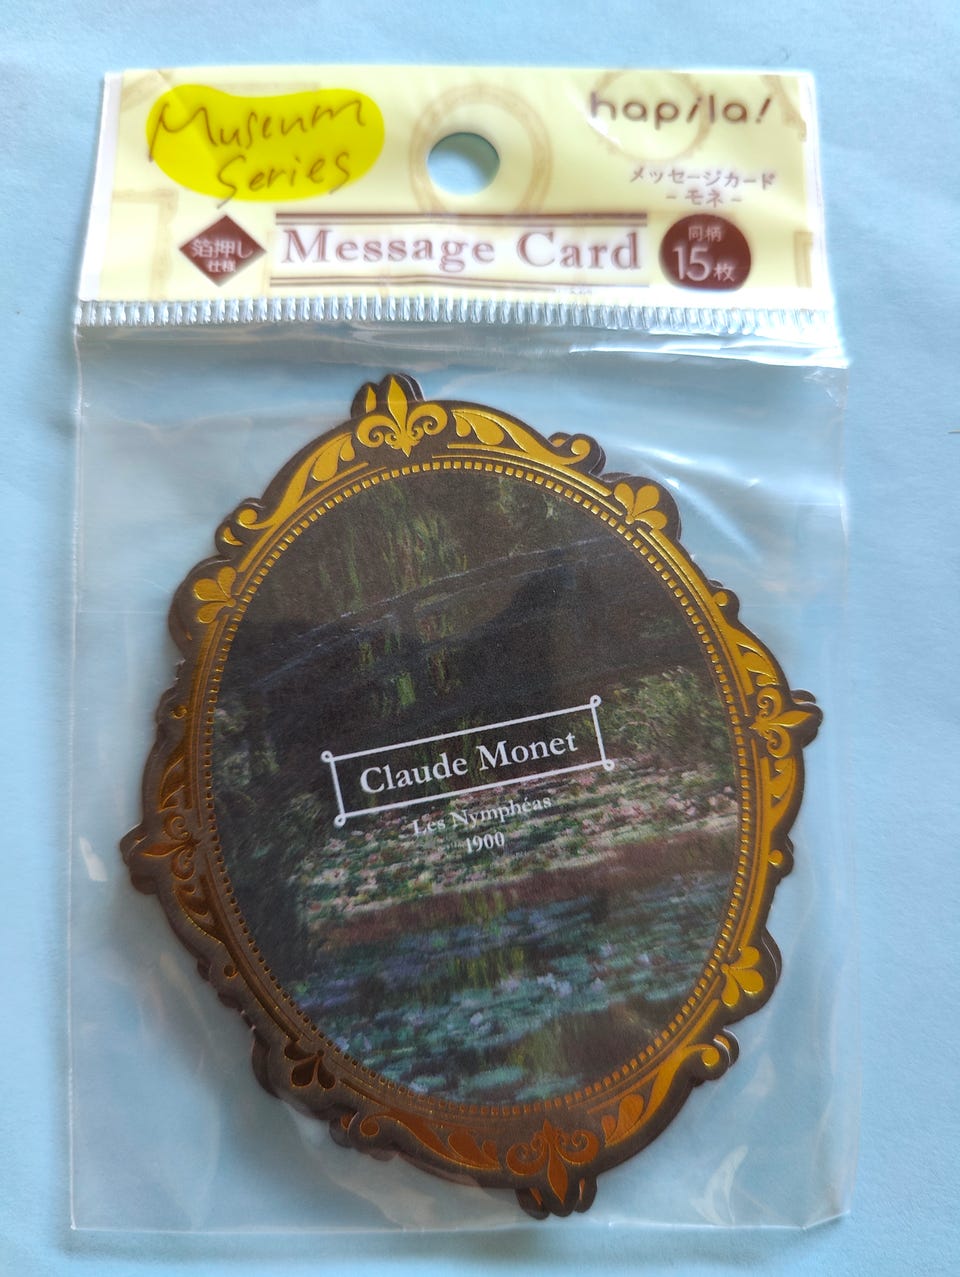 Museum
Series
hapila!
メッセージカード
-モネ-
箔押し
仕様
Message Card
同柄
15枚
Claude Monet
Les Nymphéas
1900